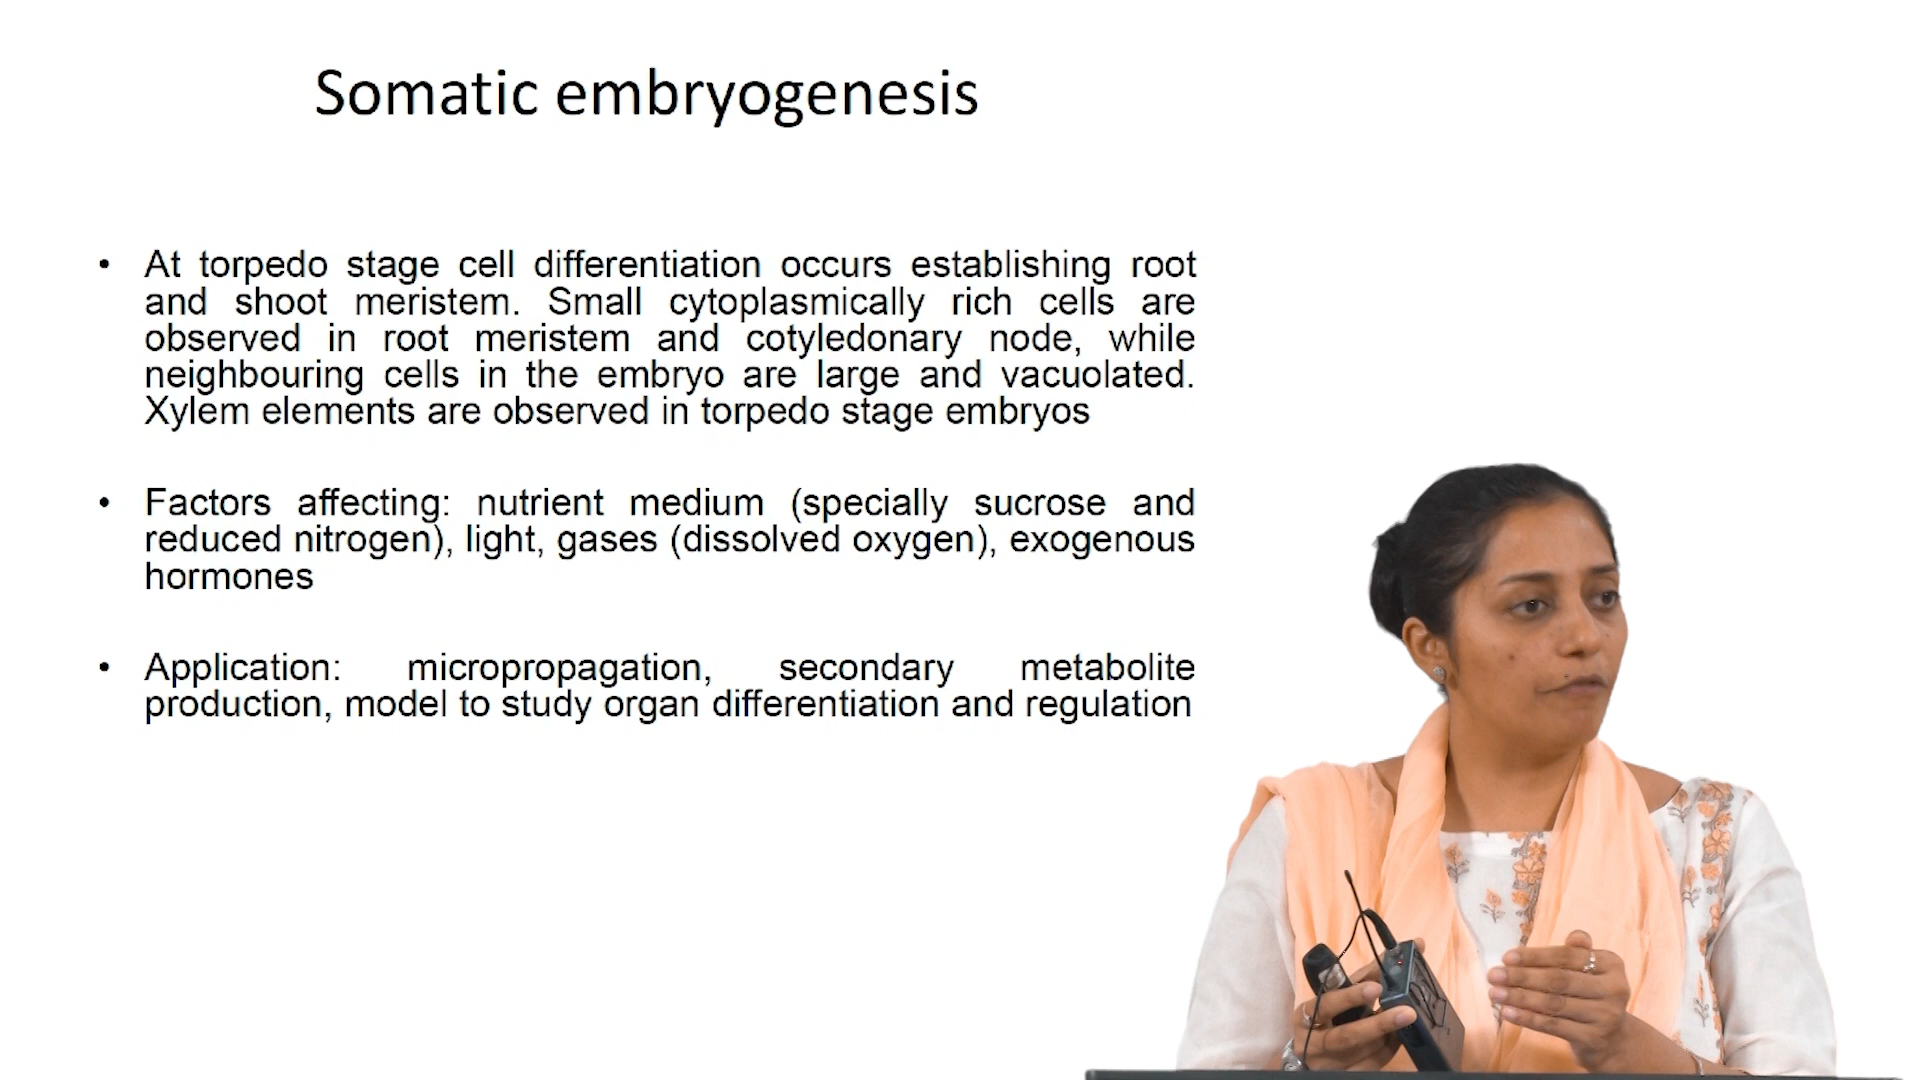 Somatic embryogenesis
• At torpedo stage cell differentiation occurs establishing root
and shoot meristem. Small cytoplasmically rich cells are
observed in root meristem and cotyledonary node, while
neighbouring cells in the embryo are large and vacuolated.
Xylem elements are observed in torpedo stage embryos
• Factors affecting: nutrient medium (specially sucrose and
reduced nitrogen), light, gases (dissolved oxygen), exogenous
hormones
• Application: micropropagation, secondary metabolite
production, model to study organ differentiation and regulation